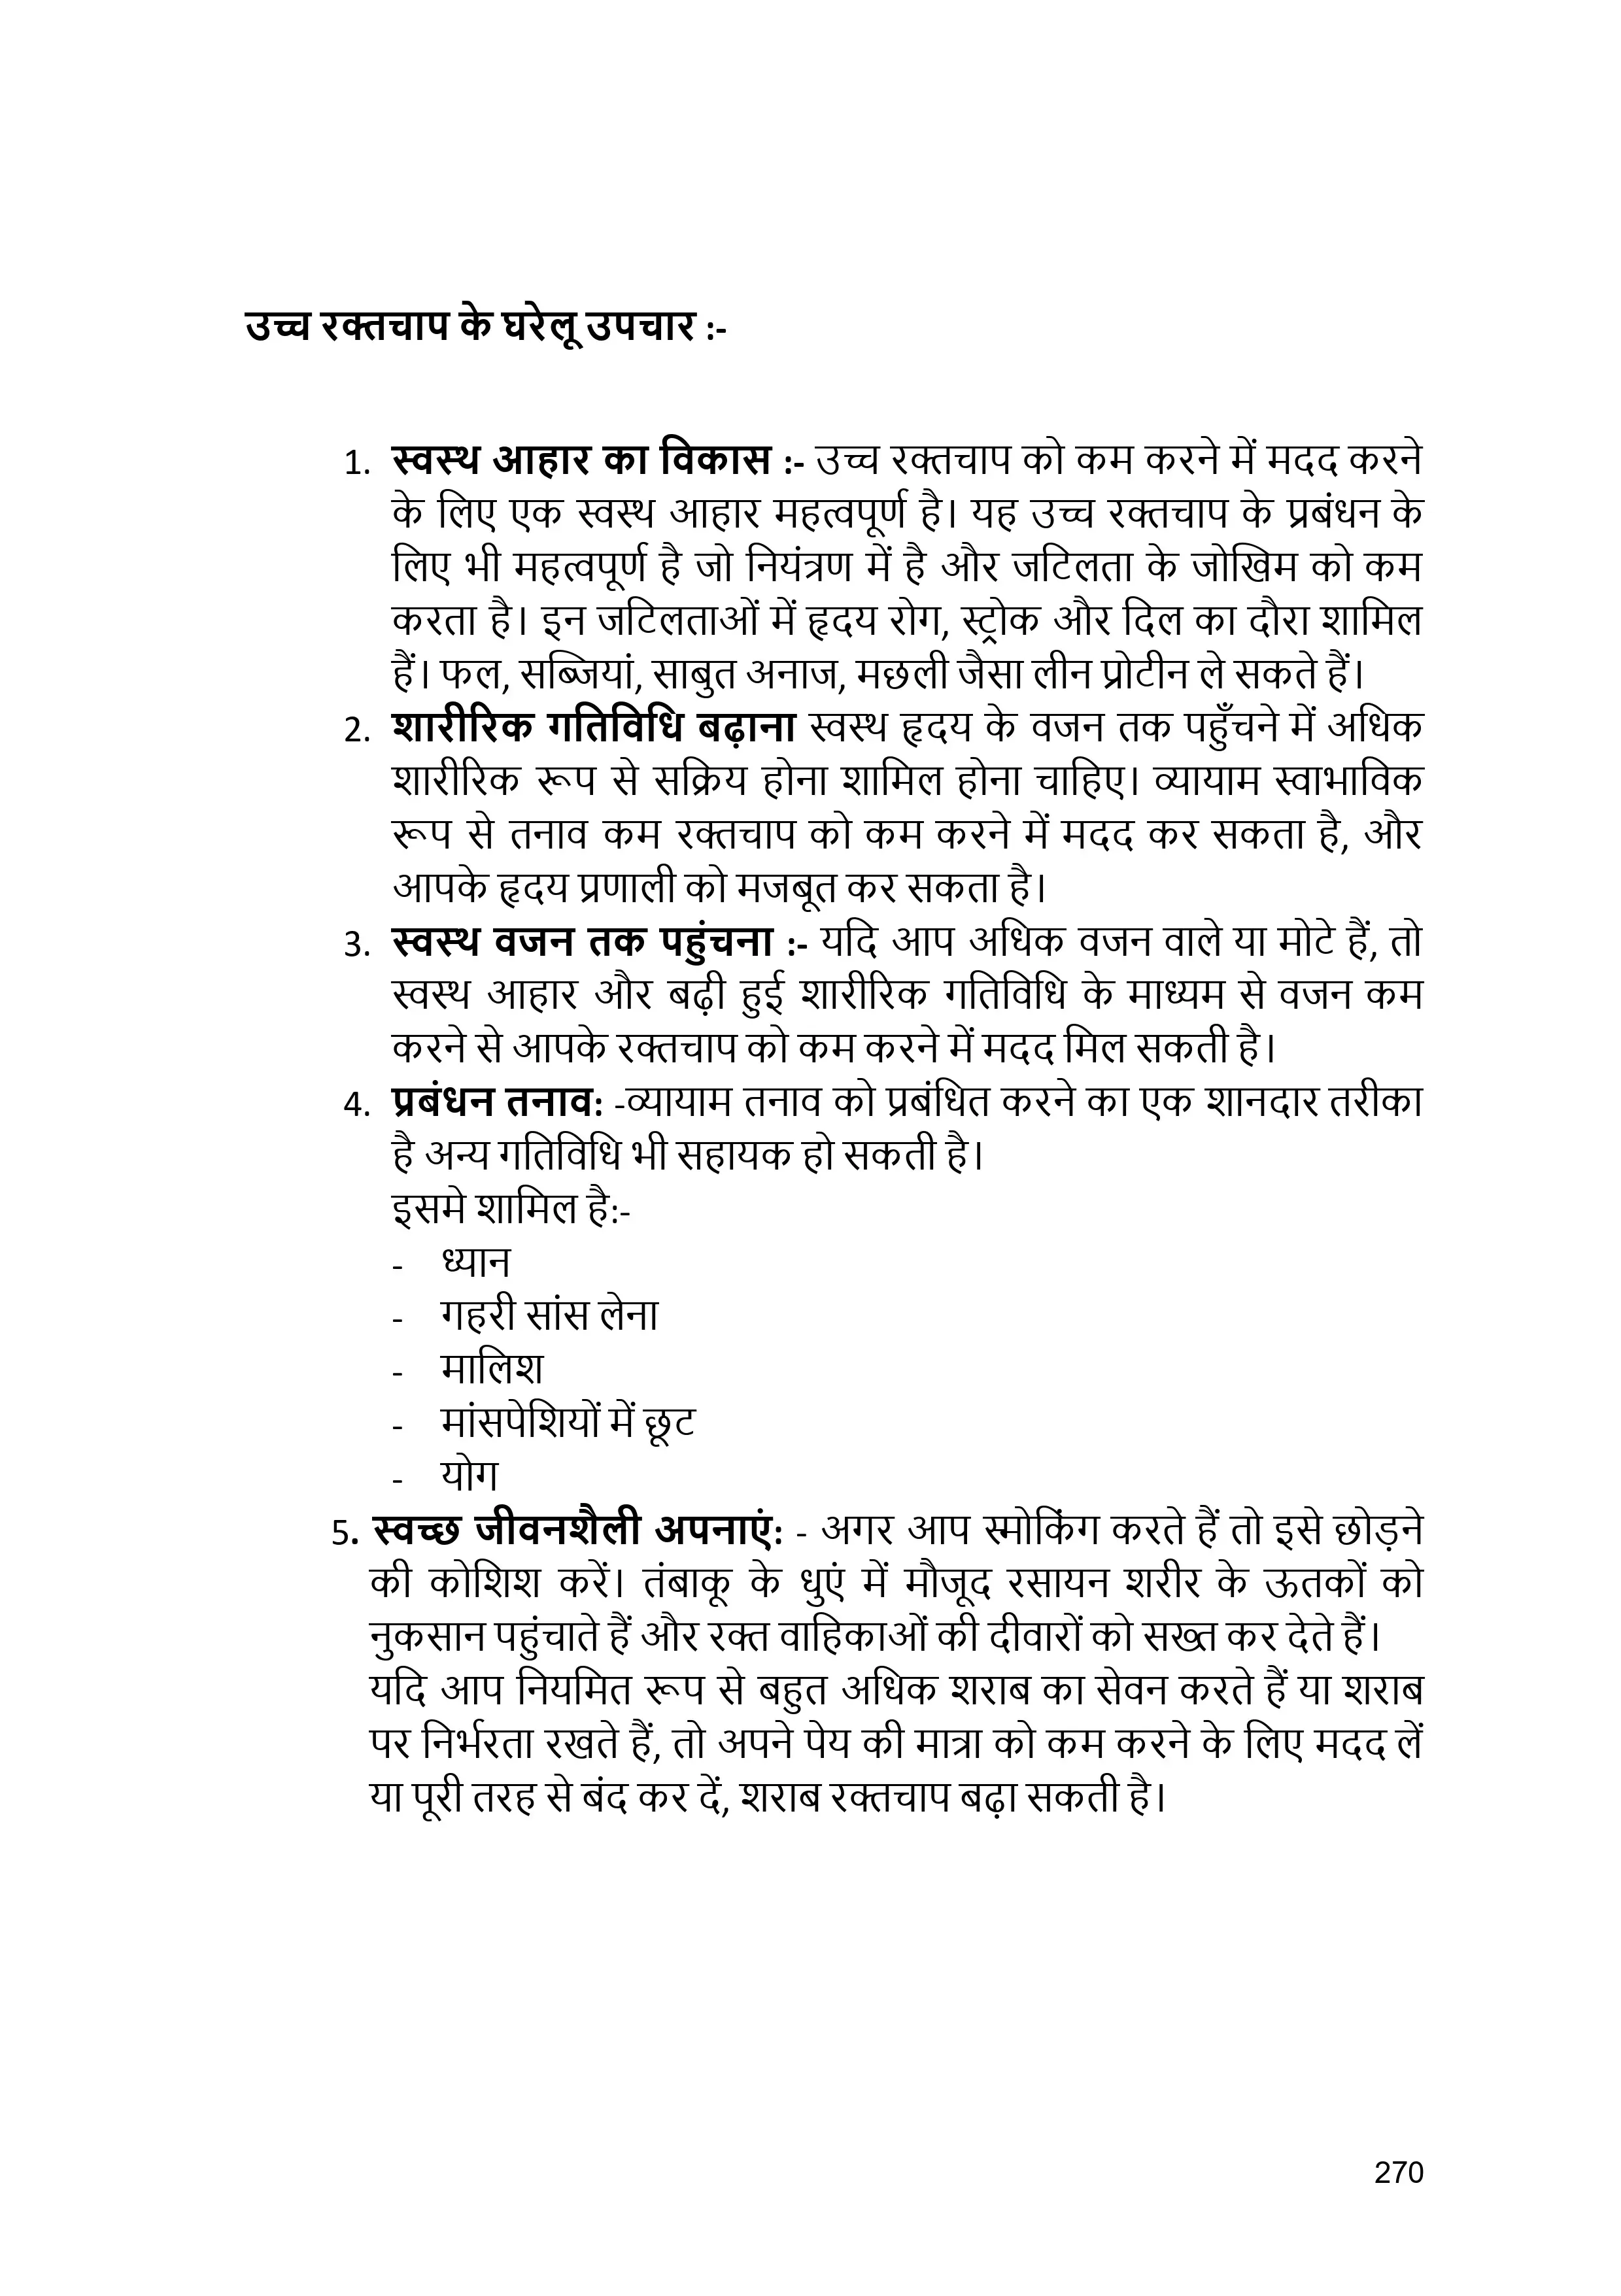 उच्च रक्तचाप के घरेलू उपचार :-
1. स्वस्थ आहार का विकास :- उच्च रक्तचाप को कम करने में मदद करने
के लिए एक स्वस्थ आहार महत्वपूर्ण है। यह उच्च रक्तचाप के प्रबंधन के
लिए भी महत्वपूर्ण है जो नियंत्रण में है और जटिलता के जोखिम को कम
करता है। इन जटिलताओं में हृदय रोग, स्ट्रोक और दिल का दौरा शामिल
हैं। फल, सब्जियां, साबुत अनाज, मछली जैसा लीन प्रोटीन ले सकते हैं।
2. शारीरिक गतिविधि बढ़ाना स्वस्थ हृदय के वजन तक पहुँचने में अधिक
शारीरिक रूप से सक्रिय होना शामिल होना चाहिए। व्यायाम स्वाभाविक
रूप से तनाव कम रक्तचाप को कम करने में मदद कर सकता है, और
आपके हृदय प्रणाली को मजबूत कर सकता है।
3. स्वस्थ वजन तक पहुंचना :- यदि आप अधिक वजन वाले या मोटे हैं, तो
स्वस्थ आहार और बढ़ी हुई शारीरिक गतिविधि के माध्यम से वजन कम
करने से आपके रक्तचाप को कम करने में मदद मिल सकती है।
4. प्रबंधन तनाव: -व्यायाम तनाव को प्रबंधित करने का एक शानदार तरीका
है अन्य गतिविधि भी सहायक हो सकती है।
इसमे शामिल है:-
- ध्यान
- गहरी सांस लेना
- मालिश
- मांसपेशियों में छूट
- योग
5. स्वच्छ जीवनशैली अपनाएं: - अगर आप स्मोकिंग करते हैं तो इसे छोड़ने
की कोशिश करें। तंबाकू के धुएं में मौजूद रसायन शरीर के ऊतकों को
नुकसान पहुंचाते हैं और रक्त वाहिकाओं की दीवारों को सख्त कर देते हैं।
यदि आप नियमित रूप से बहुत अधिक शराब का सेवन करते हैं या शराब
पर निर्भरता रखते हैं, तो अपने पेय की मात्रा को कम करने के लिए मदद लें
या पूरी तरह से बंद कर दें, शराब रक्तचाप बढ़ा सकती है।
270